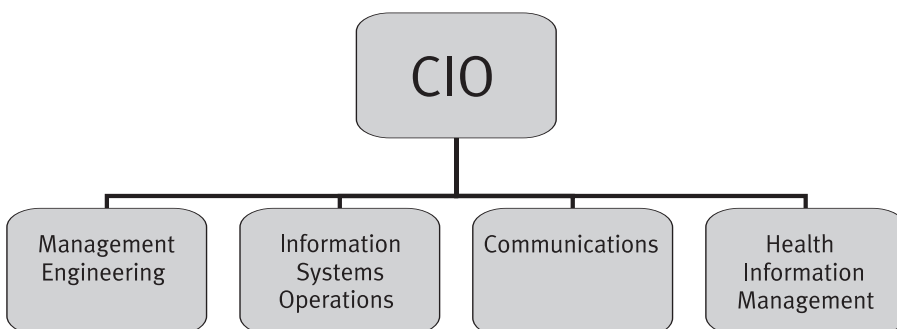 CIO
Management
Engineering
Information
Systems
Operations
Communications
Health
Information
Management